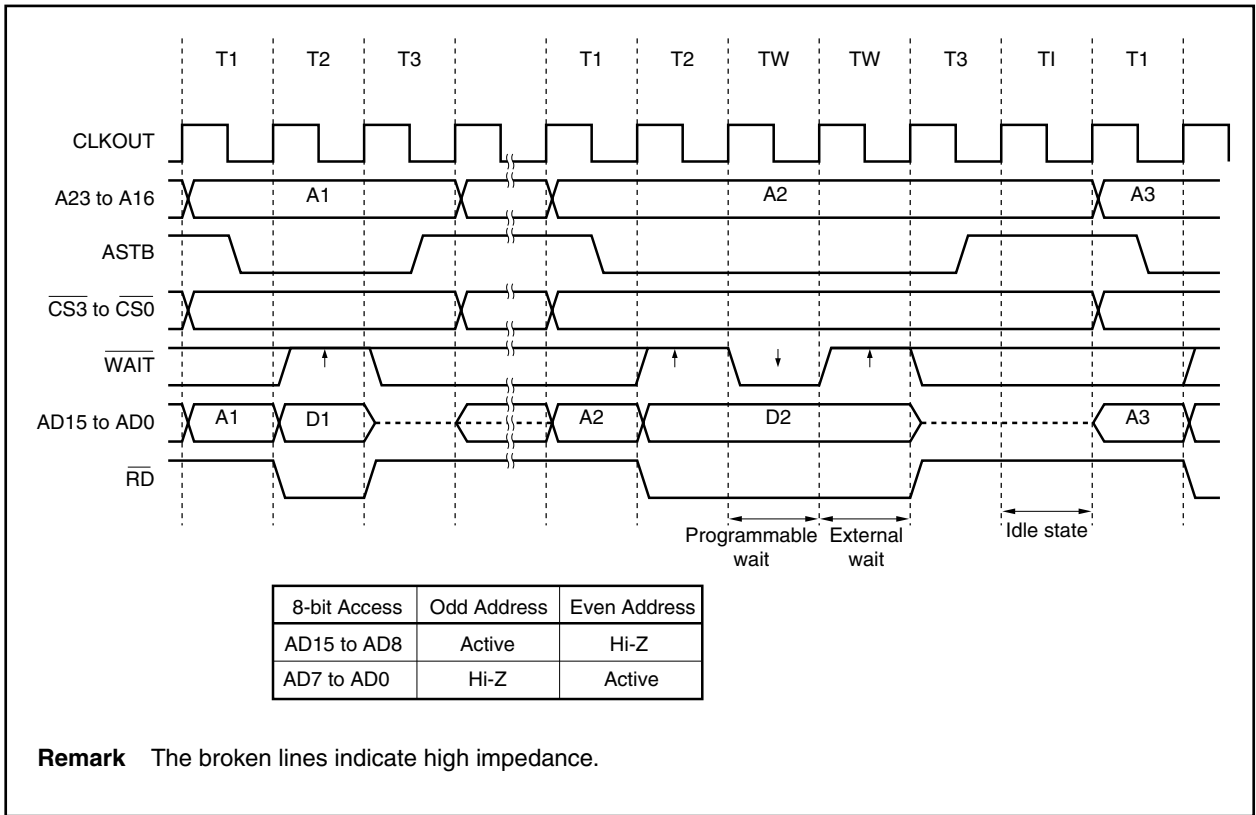 T1 T2 T3 T1 T2 TW TW T3 TI T1
CLKOUT
A23 to A16 A1 A2 A3
ASTB
CS3 to CS0
WAIT
AD15 to AD0 A1 D1 A2 D2 A3
RD
Programmable wait
External wait
Idle state
8-bit Access Odd Address Even Address
AD15 to AD8 Active Hi-Z
AD7 to AD0 Hi-Z Active
Remark The broken lines indicate high impedance.